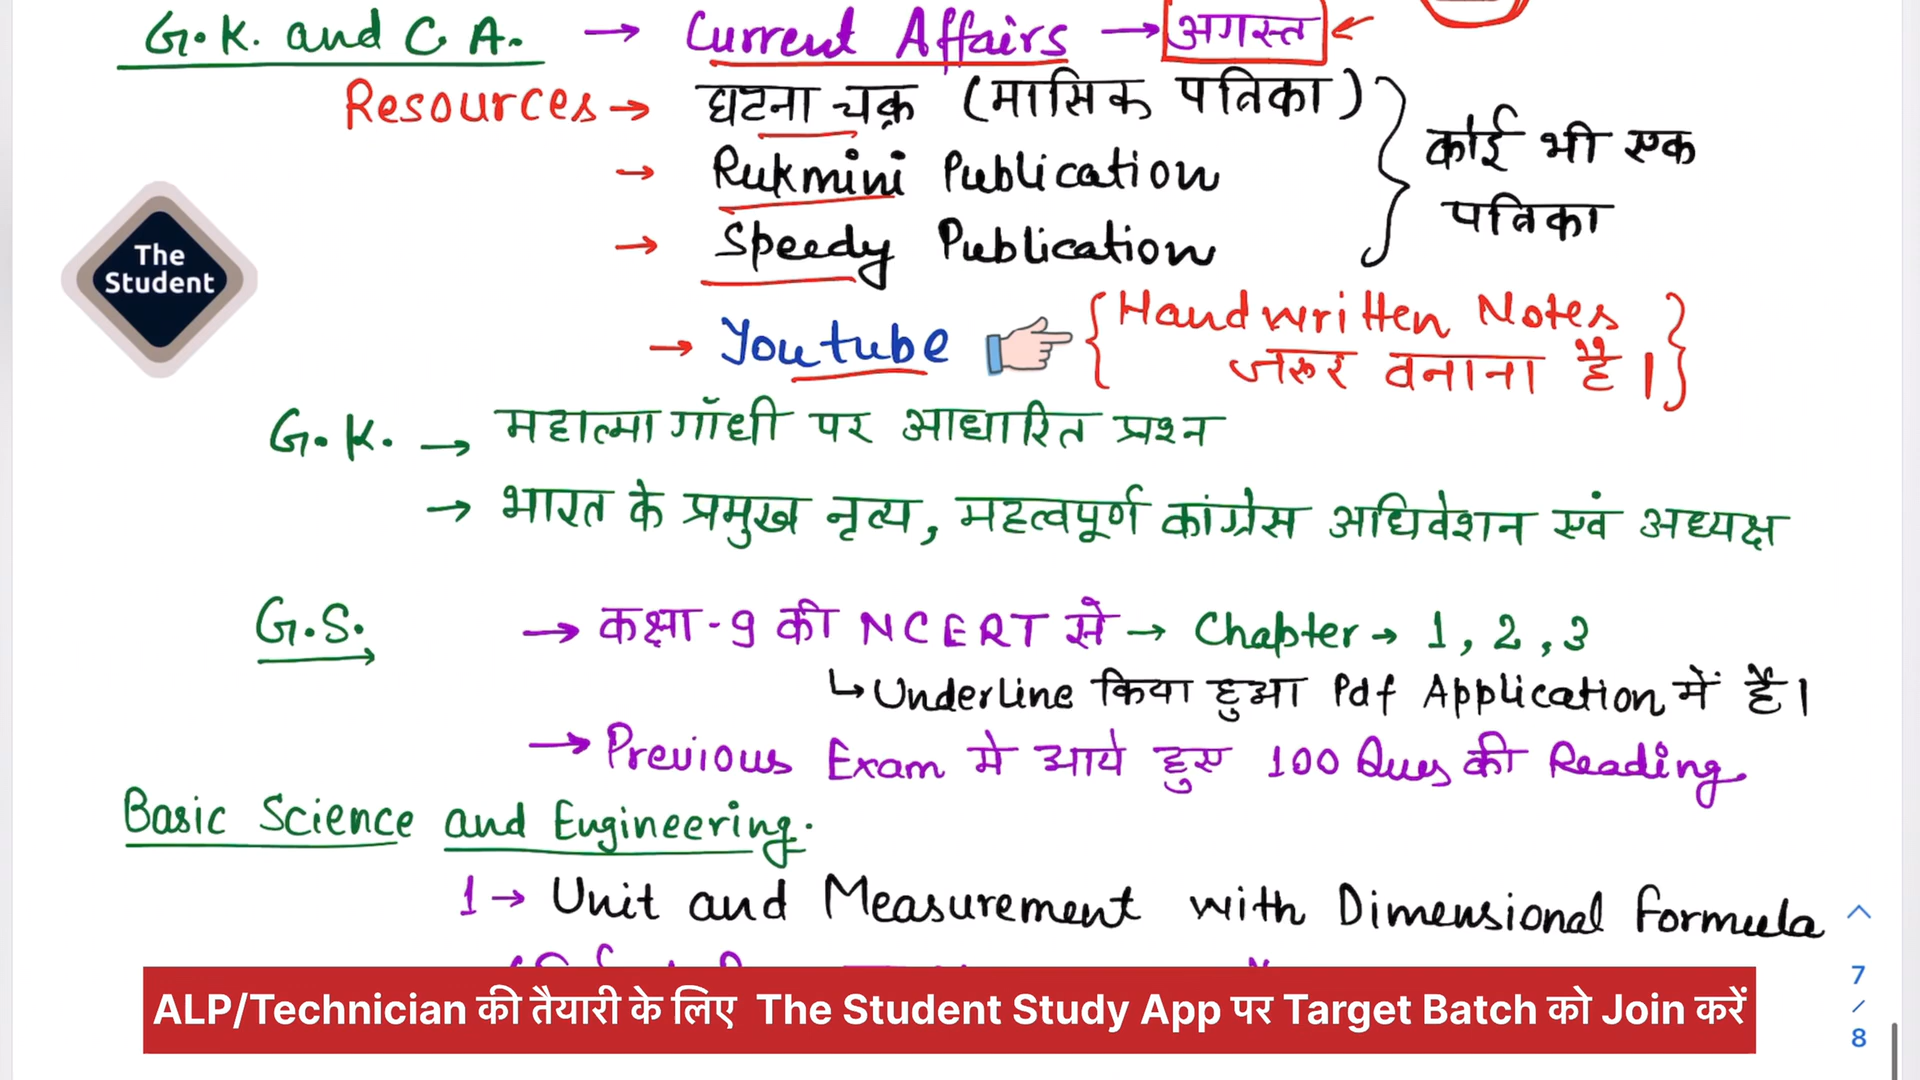 G.K. and C.A. → Current Affairs → अगस्त ←
Resources → घटना चक्र (मासिक पत्रिका)
→ Rukmini Publication
→ Speedy Publication
कोई भी एक
पत्रिका
→ Youtube {Handwritten Notes
जरूर बनाना है।}
The
Student
G.K. → महात्मा गाँधी पर आधारित प्रश्न
→ भारत के प्रमुख नृत्य, महत्वपूर्ण कांग्रेस अधिवेशन एवं अध्यक्ष
G.S. → कक्षा-9 की NCERT से → Chapter → 1, 2, 3
↳ Underline किया हुआ Pdf Application में है।
→ Previous Exam मे आये हुए 100 Ques की Reading
Basic Science and Engineering.
1 → Unit and Measurement with Dimensional formula
ALP/Technician की तैयारी के लिए The Student Study App पर Target Batch को Join करें
7
/
8